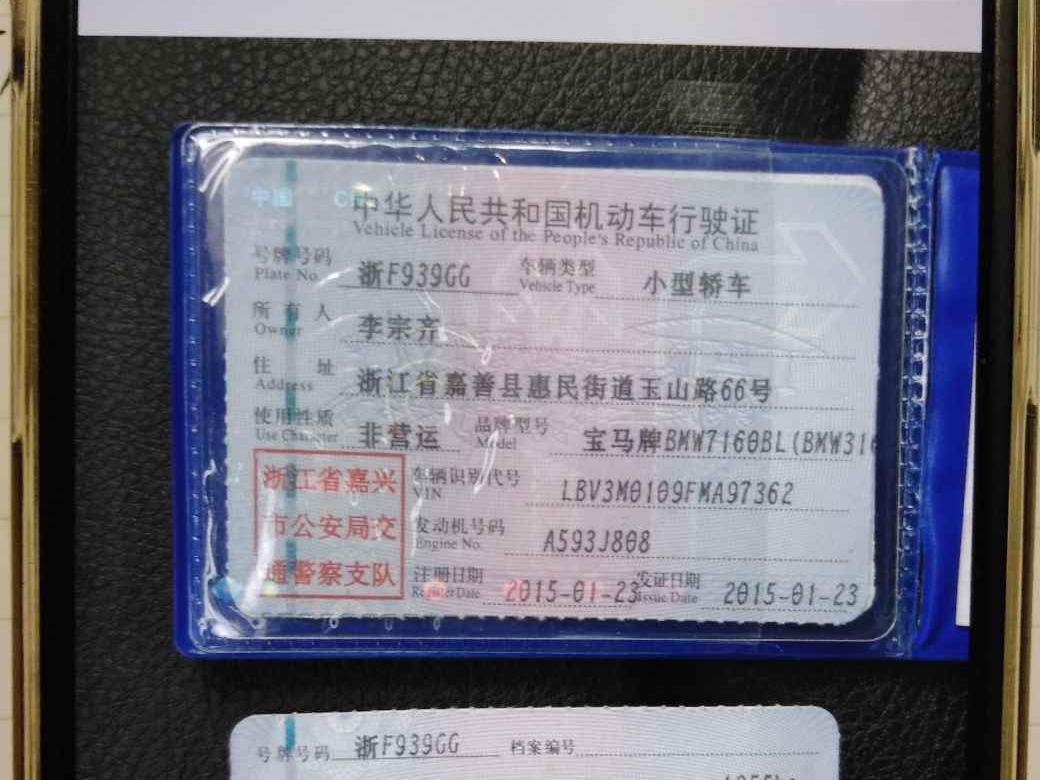 中国 C
中华人民共和国机动车行驶证
Vehicle License of the People's Republic of China
号牌号码 浙F939GG 车辆类型 小型轿车
Plate No. Vehicle Type
所有人 李宗齐
Owner
住址 浙江省嘉善县惠民街道玉山路66号
Address
使用性质 非营运 品牌型号 宝马牌BMW7160BL(BMW316
Use Character Model
浙江省嘉兴 车辆识别代号 LBV3M0109FMA97362
VIN
市公安局交 发动机号码 A593J808
Engine No.
通警察支队 注册日期 2015-01-23 发证日期 2015-01-23
Register Date Issue Date
号牌号码 浙F939GG 档案编号